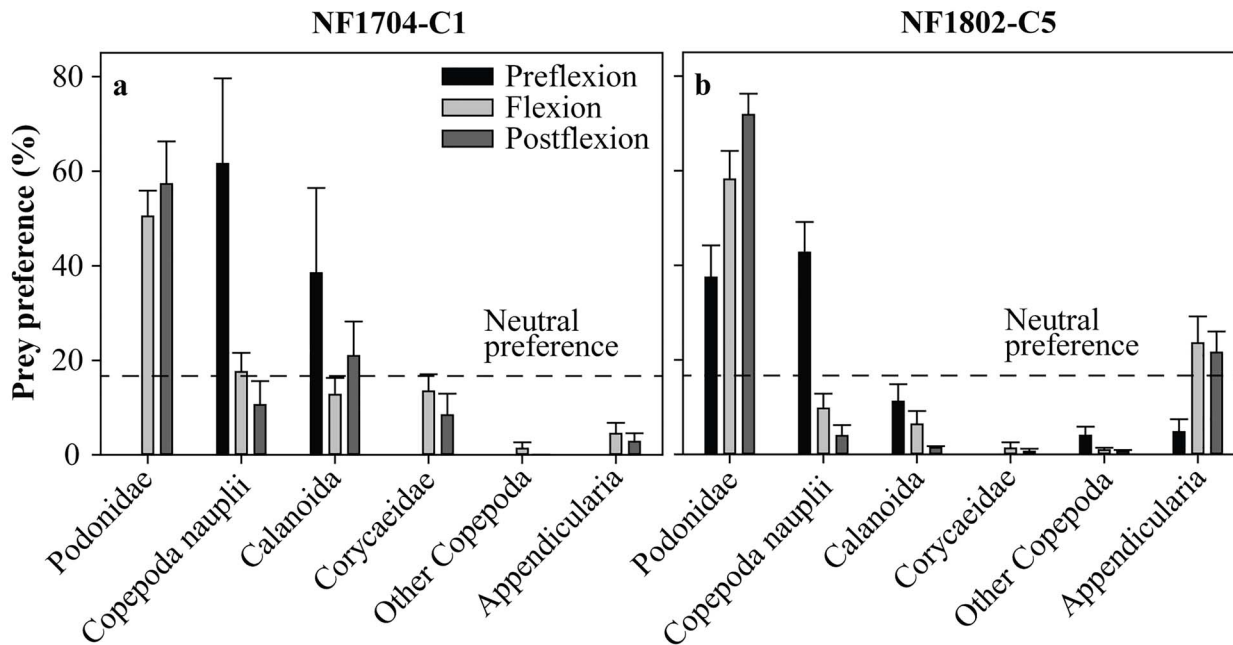 NF1704-C1
NF1802-C5
a
b
Preflexion
Flexion
Postflexion
Prey preference (%)
80
60
40
20
0
Neutral
preference
Neutral
preference
Podonidae
Copepoda nauplii
Calanoida
Corycaeidae
Other Copepoda
Appendicularia
Podonidae
Copepoda nauplii
Calanoida
Corycaeidae
Other Copepoda
Appendicularia